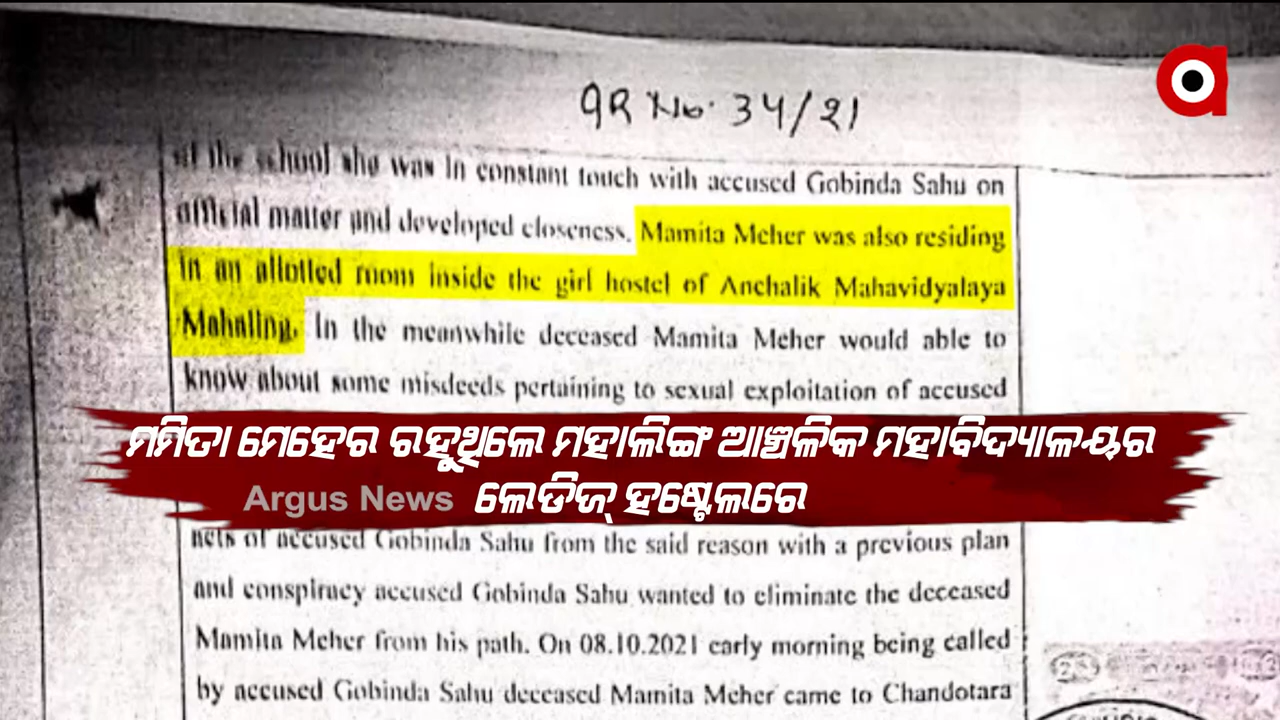 GR No. 34/21
of the school she was in constant touch with accused Gobinda Sahu on
official matter and developed closeness. Mamita Meher was also residing
in an allotted room inside the girl hostel of Anchalik Mahavidyalaya
Mahaling. In the meanwhile deceased Mamita Meher would able to
know about some misdeeds pertaining to sexual exploitation of accused
ମମିତା ମେହେର ରହୁଥିଲେ ମହାଲିଙ୍ଗ ଆଞ୍ଚଳିକ ମହାବିଦ୍ୟାଳୟର
Argus News ଲେଡିଜ୍ ହଷ୍ଟେଲରେ
acts of accused Gobinda Sahu from the said reason with a previous plan
and conspiracy accused Gobinda Sahu wanted to eliminate the deceased
Mamita Meher from his path. On 08.10.2021 early morning being called
by accused Gobinda Sahu deceased Mamita Meher came to Chandotara